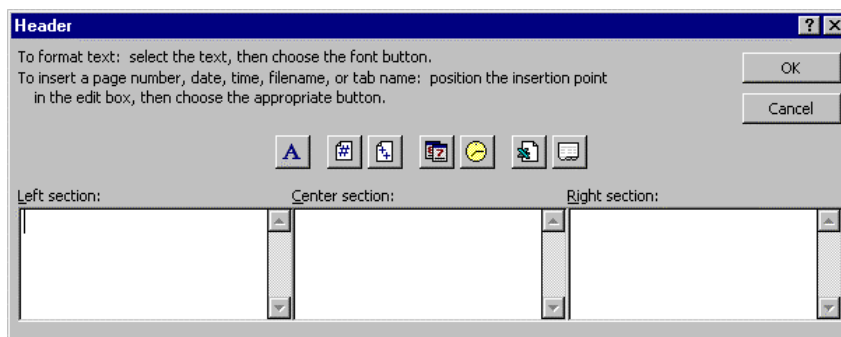 Header
To format text: select the text, then choose the font button.
To insert a page number, date, time, filename, or tab name: position the insertion point
in the edit box, then choose the appropriate button.
OK
Cancel
A
Left section:
Center section:
Right section: